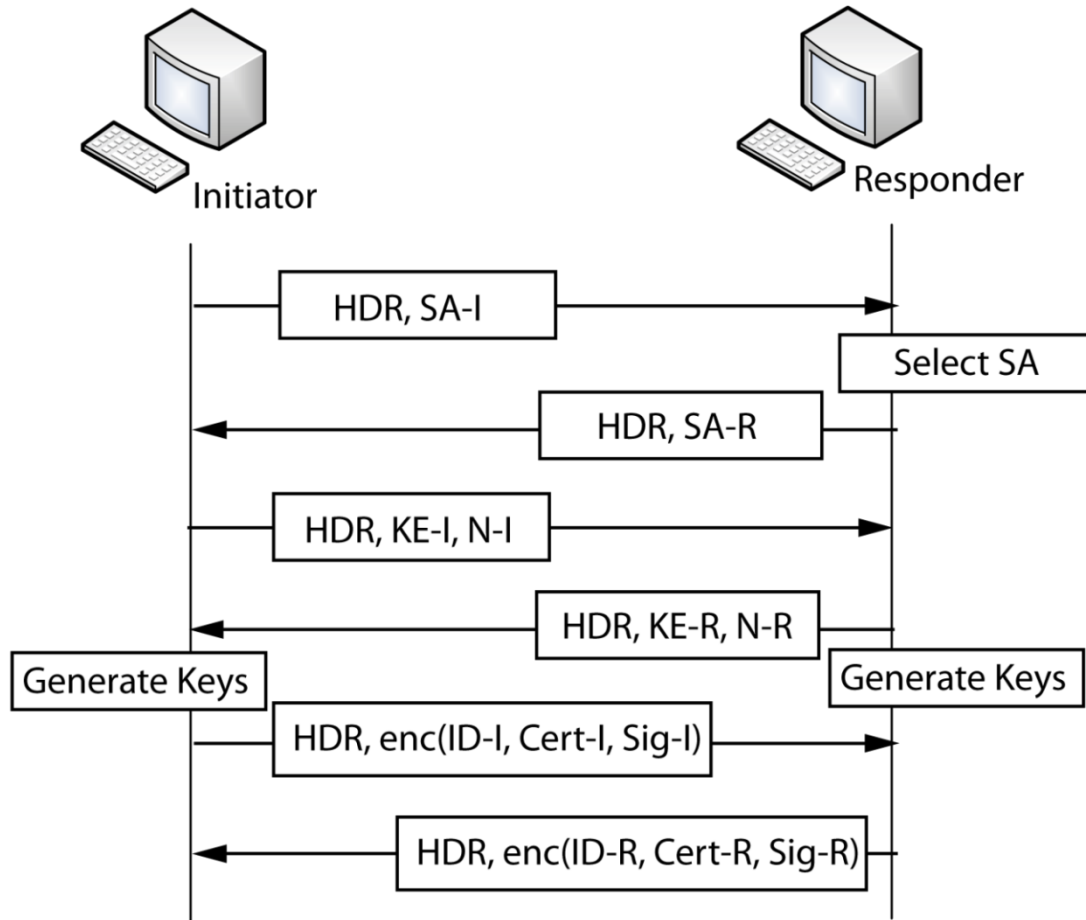 Initiator
Responder
HDR, SA-I
Select SA
HDR, SA-R
HDR, KE-I, N-I
HDR, KE-R, N-R
Generate Keys
Generate Keys
HDR, enc(ID-I, Cert-I, Sig-I)
HDR, enc(ID-R, Cert-R, Sig-R)